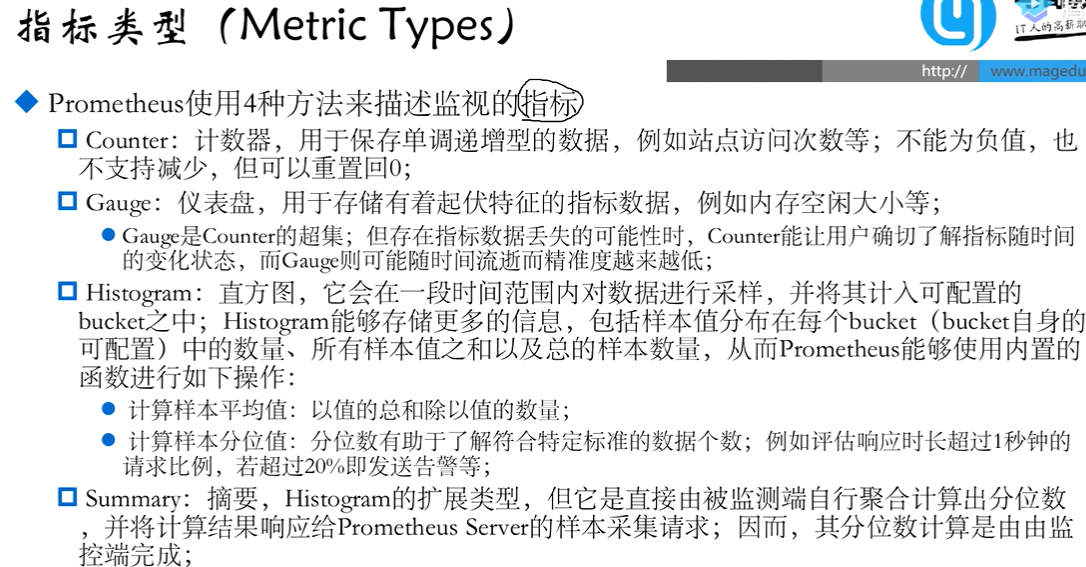 指标类型（Metric Types）
IT人的高薪职
http:// www.magedu
Prometheus使用4种方法来描述监视的指标
Counter：计数器，用于保存单调递增型的数据，例如站点访问次数等；不能为负值，也
不支持减少，但可以重置回0；
Gauge：仪表盘，用于存储有着起伏特征的指标数据，例如内存空闲大小等；
Gauge是Counter的超集；但存在指标数据丢失的可能性时，Counter能让用户确切了解指标随时间
的变化状态，而Gauge则可能随时间流逝而精准度越来越低；
Histogram：直方图，它会在一段时间范围内对数据进行采样，并将其计入可配置的
bucket之中；Histogram能够存储更多的信息，包括样本值分布在每个bucket（bucket自身的
可配置）中的数量、所有样本值之和以及总的样本数量，从而Prometheus能够使用内置的
函数进行如下操作：
计算样本平均值：以值的总和除以值的数量；
计算样本分位值：分位数有助于了解符合特定标准的数据个数；例如评估响应时长超过1秒钟的
请求比例，若超过20%即发送告警等；
Summary：摘要，Histogram的扩展类型，但它是直接由被监测端自行聚合计算出分位数
，并将计算结果响应给Prometheus Server的样本采集请求；因而，其分位数计算是由由监
控端完成；